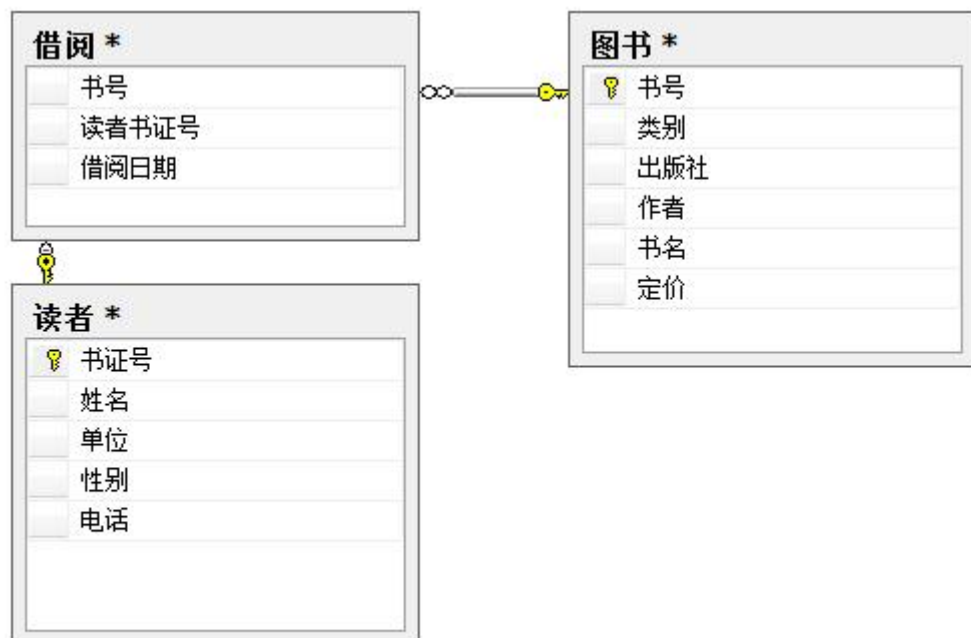 借阅 *
书号
读者书证号
借阅日期
图书 *
书号
类别
出版社
作者
书名
定价
读者 *
书证号
姓名
单位
性别
电话